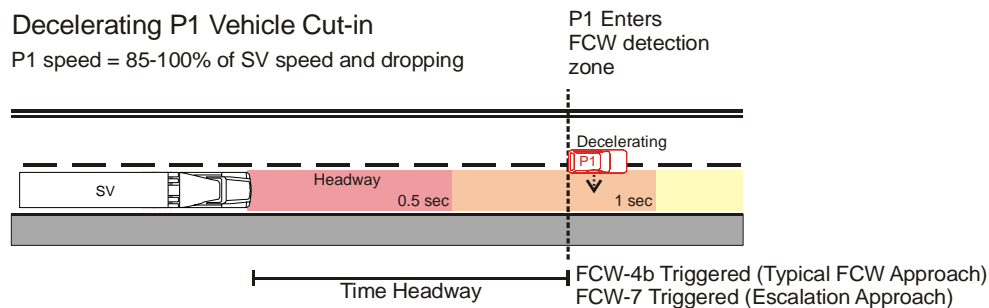 Decelerating P1 Vehicle Cut-in
P1 speed = 85-100% of SV speed and dropping
P1 Enters
FCW detection
zone
Decelerating
P1
SV
Headway
0.5 sec
1 sec
Time Headway
FCW-4b Triggered (Typical FCW Approach)
FCW-7 Triggered (Escalation Approach)